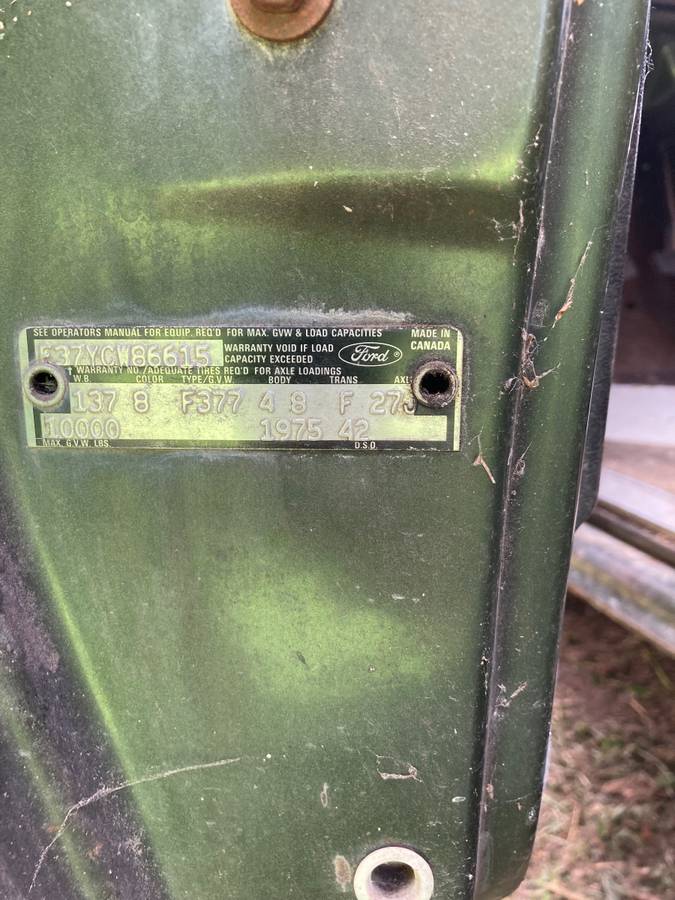 SEE OPERATORS MANUAL FOR EQUIP. REQ'D FOR MAX. GVW & LOAD CAPACITIES
MADE IN CANADA
F37YCW86615
WARRANTY VOID IF LOAD CAPACITY EXCEEDED
Ford ®
WARRANTY NO./ADEQUATE TIRES REQ'D FOR AXLE LOADINGS
W.B. COLOR TYPE/G.V.W. BODY TRANS
137 8 F377 4 8 F 27J
10000 1975 42
MAX. G.V.W. LBS. D.S.O.